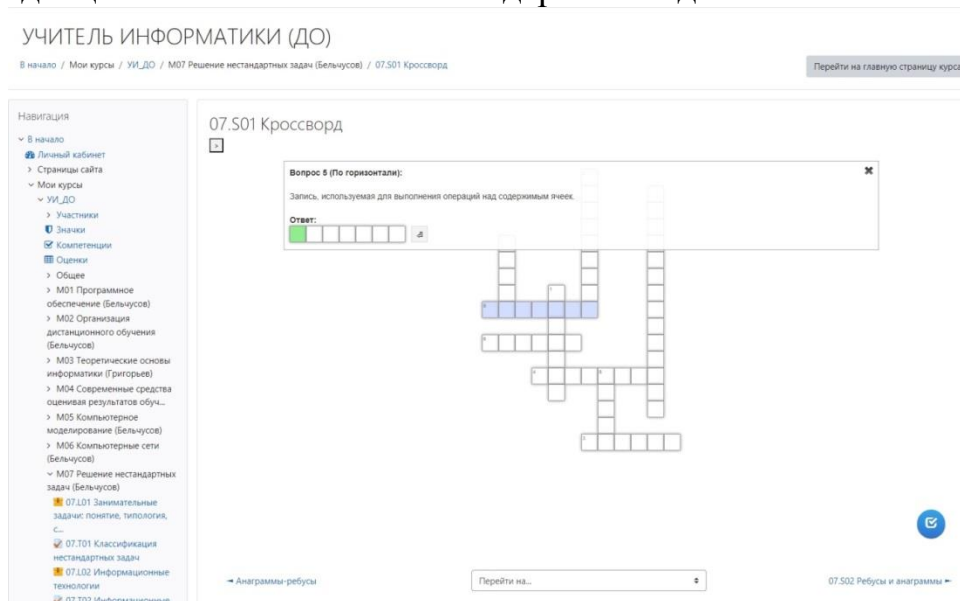 УЧИТЕЛЬ ИНФОРМАТИКИ (ДО)
В начало / Мои курсы / УИ_ДО / М07 Решение нестандартных задач (Бельчусов) / 07.S01 Кроссворд
Перейти на главную страницу курса
Навигация
В начало
Личный кабинет
Страницы сайта
Мои курсы
УИ_ДО
Участники
Значки
Компетенции
Оценки
Общее
М01 Программное
обеспечение (Бельчусов)
М02 Организация
дистанционного обучения
(Бельчусов)
М03 Теоретические основы
информатики (Григорьев)
М04 Современные средства
оценивая результатов обуч...
М05 Компьютерное
моделирование (Бельчусов)
М06 Компьютерные сети
(Бельчусов)
М07 Решение нестандартных
задач (Бельчусов)
07.L01 Занимательные
задачи: понятие, типология,
с...
07.T01 Классификация
нестандартных задач
07.L02 Информационные
технологии
07.T02 Информационные
07.S01 Кроссворд
Вопрос 5 (По горизонтали):
Запись, используемая для выполнения операций над содержимым ячеек.
Ответ:
◄ Анаграммы-ребусы
Перейти на...
07.S02 Ребусы и анаграммы ►